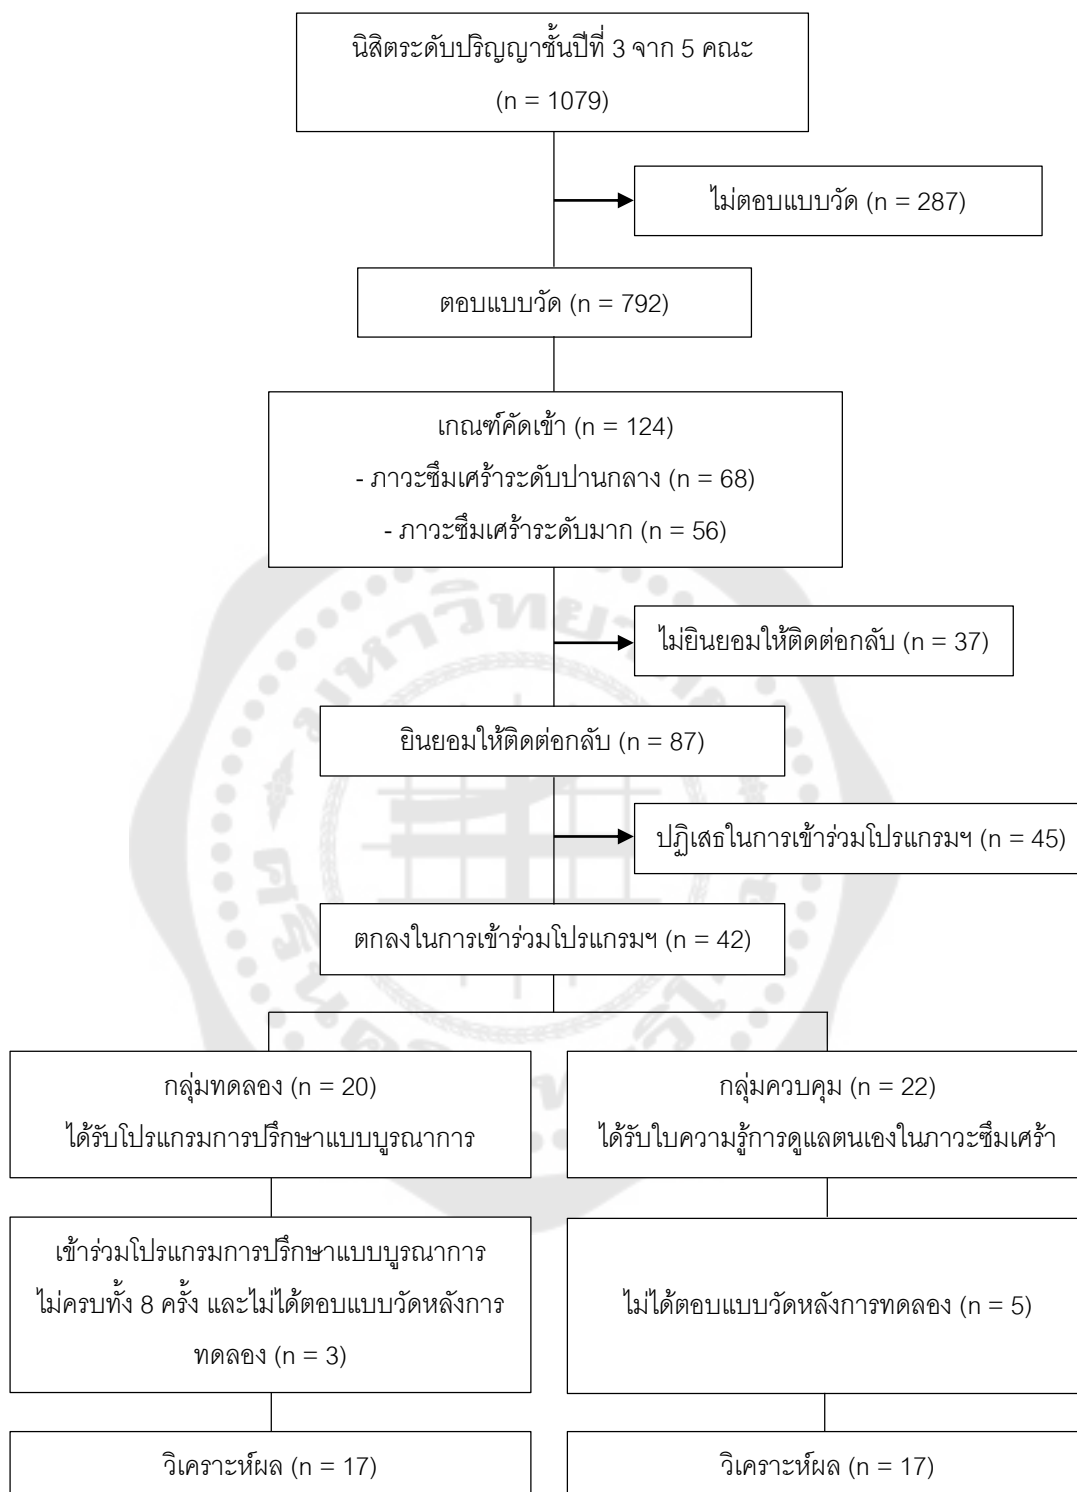 นิสิตระดับปริญญาชั้นปีที่ 3 จาก 5 คณะ
(n = 1079)
ไม่ตอบแบบวัด (n = 287)
ตอบแบบวัด (n = 792)
เกณฑ์คัดเข้า (n = 124)
- ภาวะซึมเศร้าระดับปานกลาง (n = 68)
- ภาวะซึมเศร้าระดับมาก (n = 56)
ไม่ยินยอมให้ติดต่อกลับ (n = 37)
ยินยอมให้ติดต่อกลับ (n = 87)
ปฏิเสธในการเข้าร่วมโปรแกรมฯ (n = 45)
ตกลงในการเข้าร่วมโปรแกรมฯ (n = 42)
กลุ่มทดลอง (n = 20)
ได้รับโปรแกรมการปรึกษาแบบบูรณาการ
กลุ่มควบคุม (n = 22)
ได้รับใบความรู้การดูแลตนเองในภาวะซึมเศร้า
เข้าร่วมโปรแกรมการปรึกษาแบบบูรณาการ
ไม่ครบทั้ง 8 ครั้ง และไม่ได้ตอบแบบวัดหลังการ
ทดลอง (n = 3)
ไม่ได้ตอบแบบวัดหลังการทดลอง (n = 5)
วิเคราะห์ผล (n = 17)
วิเคราะห์ผล (n = 17)